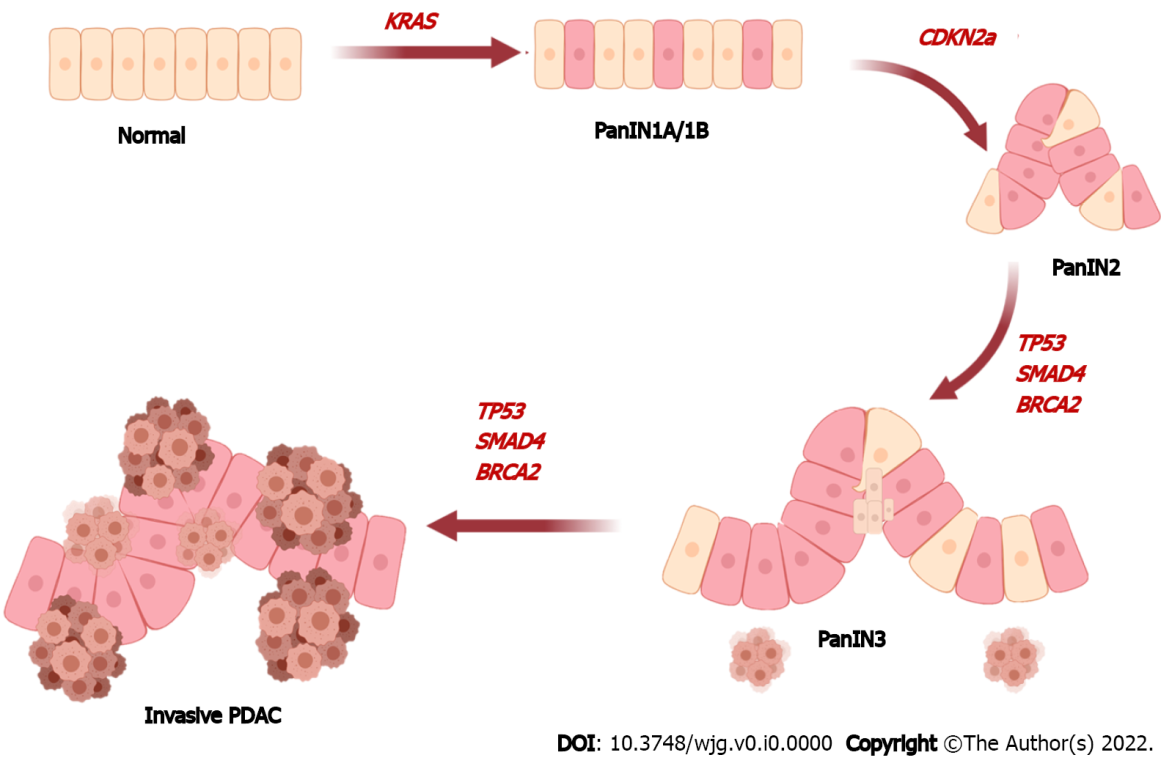 KRAS
CDKN2a
Normal
PanIN1A/1B
PanIN2
TP53
SMAD4
BRCA2
TP53
SMAD4
BRCA2
PanIN3
Invasive PDAC
DOI: 10.3748/wjg.v0.i0.0000 Copyright ©The Author(s) 2022.